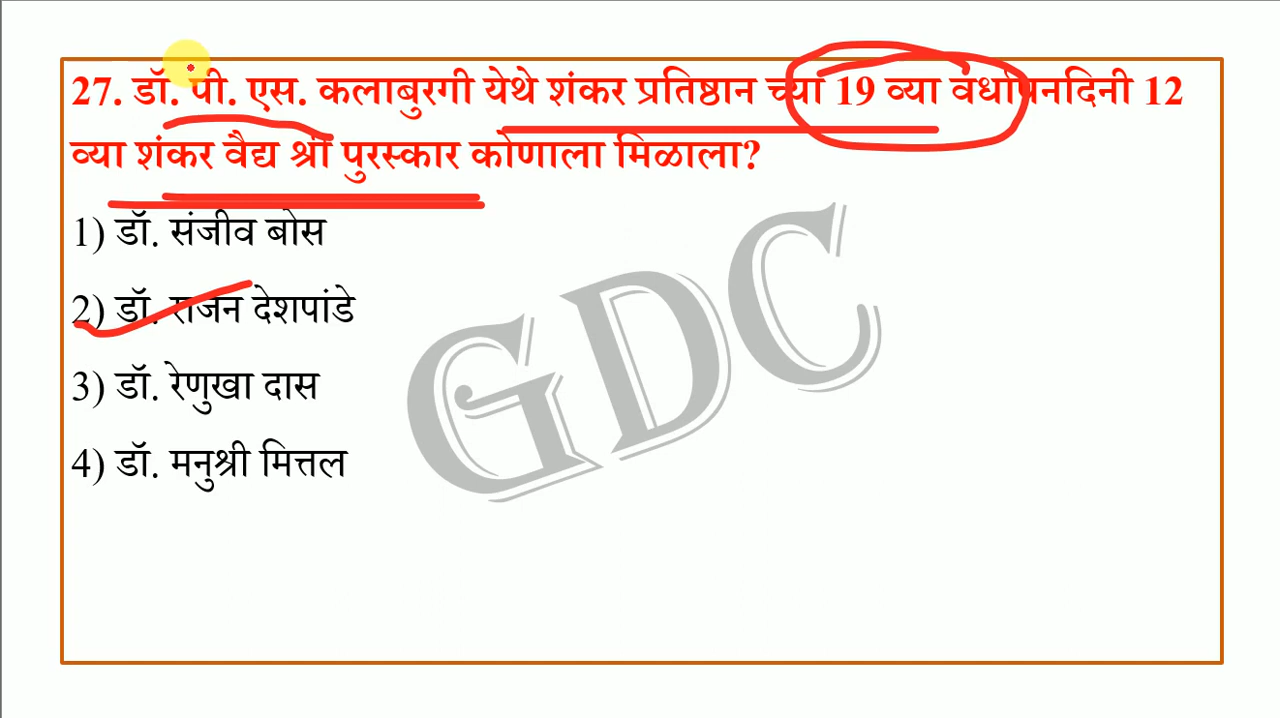 27. डॉ. पी. एस. कलाबुरगी येथे शंकर प्रतिष्ठान च्या 19 व्या वर्धापनदिनी 12
व्या शंकर वैद्य श्री पुरस्कार कोणाला मिळाला?
1) डॉ. संजीव बोस
2) डॉ. राजन देशपांडे
3) डॉ. रेणुखा दास
4) डॉ. मनुश्री मित्तल
GDC